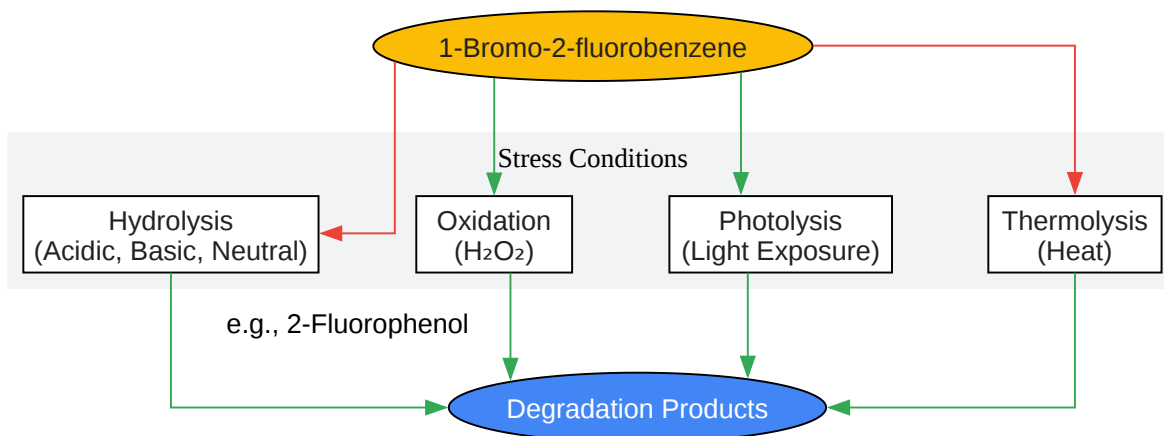 1-Bromo-2-fluorobenzene
Stress Conditions
Hydrolysis
(Acidic, Basic, Neutral)
Oxidation
(H₂O₂)
Photolysis
(Light Exposure)
Thermolysis
(Heat)
e.g., 2-Fluorophenol
Degradation Products